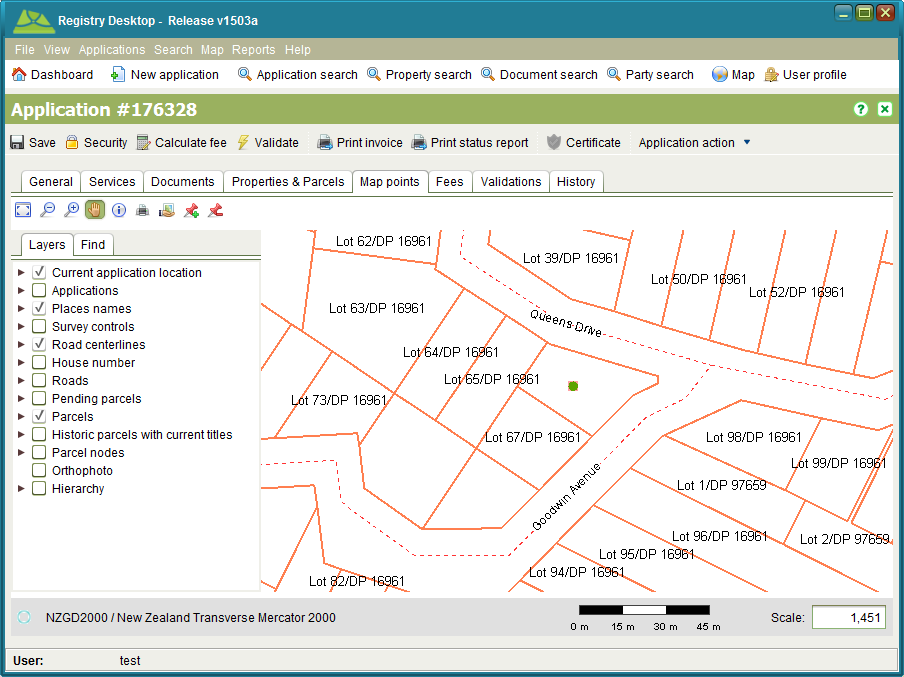 Registry Desktop - Release v1503a
File View Applications Search Map Reports Help
Dashboard New application Application search Property search Document search Party search Map User profile
Application #176328
Save Security Calculate fee Validate Print invoice Print status report Certificate Application action
General Services Documents Properties & Parcels Map points Fees Validations History
Layers Find
Current application location
Applications
Places names
Survey controls
Road centerlines
House number
Roads
Pending parcels
Parcels
Historic parcels with current titles
Parcel nodes
Orthophoto
Hierarchy
Lot 62/DP 16961
Lot 39/DP 16961
Lot 50/DP 16961
Lot 52/DP 16961
Lot 63/DP 16961
Queens Drive
Lot 64/DP 16961
Lot 65/DP 16961
Lot 73/DP 16961
Lot 67/DP 16961
Lot 98/DP 16961
Lot 99/DP 16961
Goodwin Avenue
Lot 1/DP 97659
Lot 96/DP 16961
Lot 2/DP 97659
Lot 95/DP 16961
Lot 94/DP 16961
Lot 82/DP 16961
NZGD2000 / New Zealand Transverse Mercator 2000
0 m 15 m 30 m 45 m
Scale: 1,451
User: test